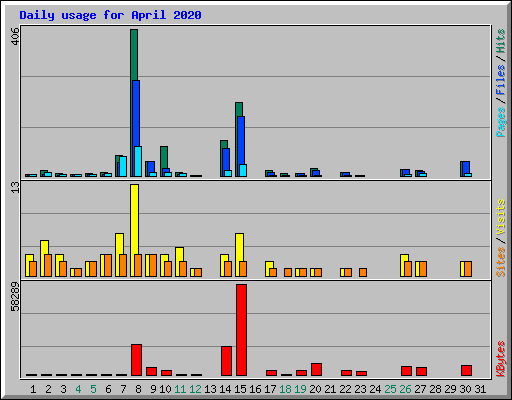 Daily usage for April 2020
406
Pages / Files / Hits
13
Sites / Visits
58289
KBytes
1 2 3 4 5 6 7 8 9 10 11 12 13 14 15 16 17 18 19 20 21 22 23 24 25 26 27 28 29 30 31